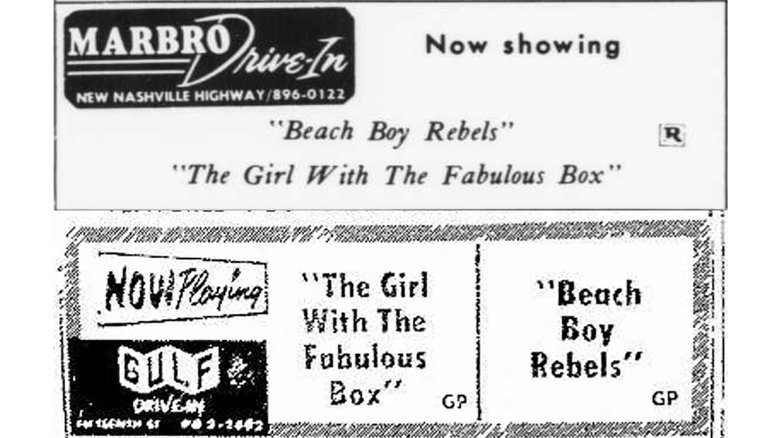 MARBRO Drive-In
NEW NASHVILLE HIGHWAY/896-0122
Now showing
"Beach Boy Rebels"
R
"The Girl With The Fabulous Box"
NOW Playing
GULF
DRIVE-IN
"The Girl
With The
Fabulous
Box"
GP
"Beach
Boy
Rebels"
GP